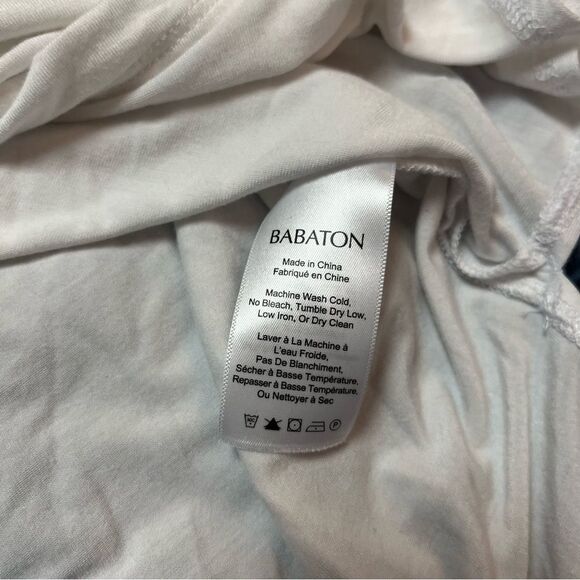 BABATON
Made in China
Fabriqué en Chine
Machine Wash Cold,
No Bleach, Tumble Dry Low,
Low Iron, Or Dry Clean
Laver à La Machine à
L'eau Froide,
Pas De Blanchiment,
Sécher à Basse Température,
Repasser à Basse Température,
Ou Nettoyer à Sec
P